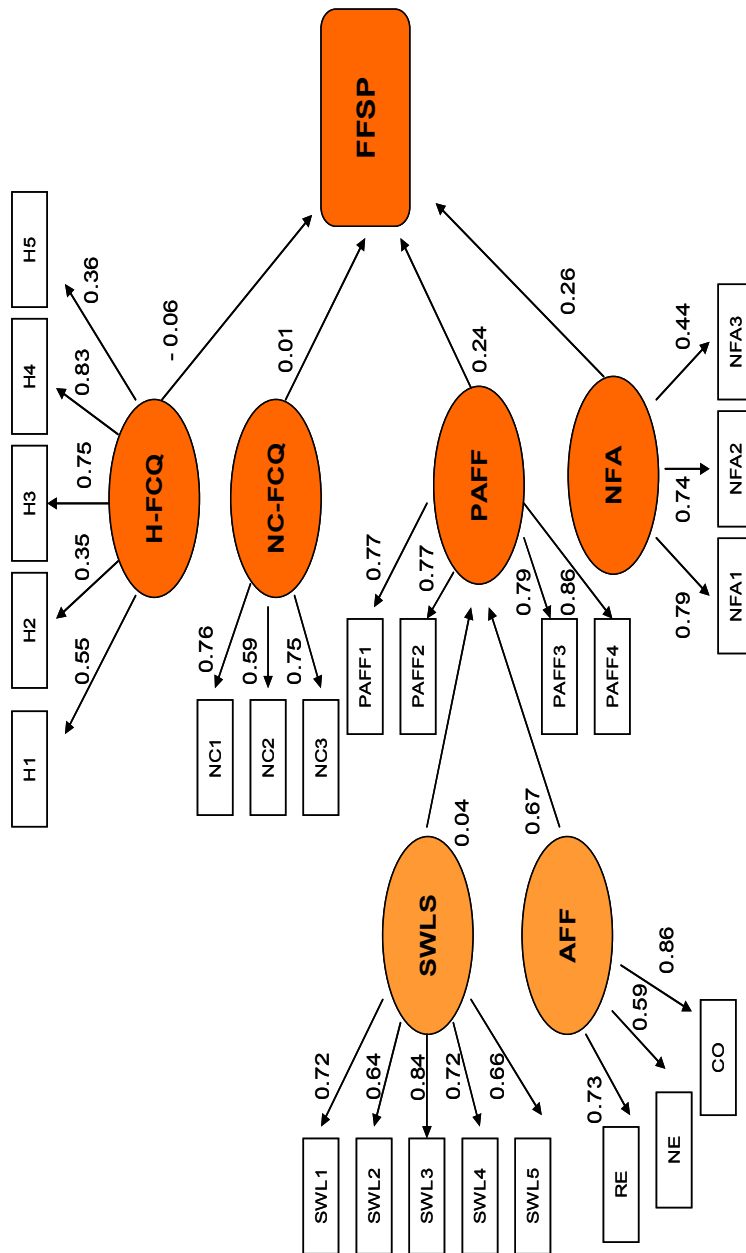 SWL1
SWL2
SWL3
SWL4
SWL5
0.72
0.64
0.84
0.72
0.66
SWLS
0.04
RE
NE
CO
0.73
0.59
0.86
AFF
0.67
H1
H2
H3
H4
H5
0.55
0.35
0.75
0.83
0.36
H-FCQ
- 0.06
NC1
NC2
NC3
0.76
0.59
0.75
NC-FCQ
0.01
PAFF1
PAFF2
PAFF3
PAFF4
0.77
0.77
0.79
0.86
PAFF
0.24
NFA1
NFA2
NFA3
0.79
0.74
0.44
NFA
0.26
FFSP